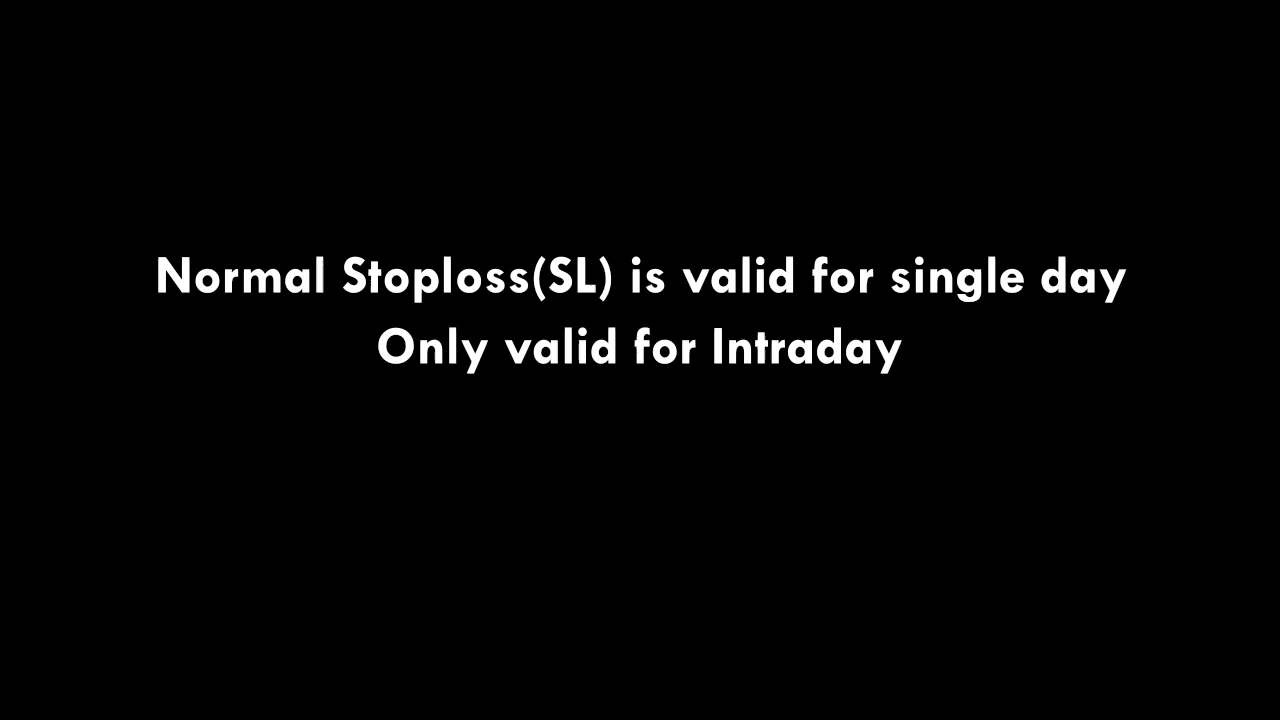 Normal Stoploss(SL) is valid for single day
Only valid for Intraday